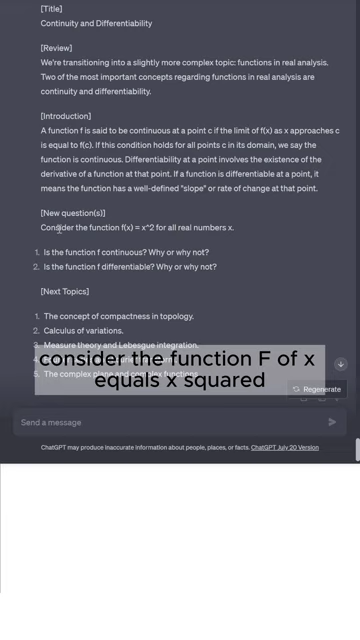 [Title]
Continuity and Differentiability
[Review]
We're transitioning into a slightly more complex topic: functions in real analysis.
Two of the most important concepts regarding functions in real analysis are
continuity and differentiability.
[Introduction]
A function f is said to be continuous at a point c if the limit of f(x) as x approaches c
is equal to f(c). If this condition holds for all points c in its domain, we say the
function is continuous. Differentiability at a point involves the existence of the
derivative of a function at that point. If a function is differentiable at a point, it
means the function has a well-defined "slope" or rate of change at that point.
[New question(s)]
Consider the function f(x) = x^2 for all real numbers x.
1. Is the function f continuous? Why or why not?
2. Is the function f differentiable? Why or why not?
[Next Topics]
1. The concept of compactness in topology.
2. Calculus of variations.
3. Measure theory and Lebesgue integration.
4.
5. The complex plane and complex functions.
consider the function F of x
equals x squared
Regenerate
Send a message
ChatGPT may produce inaccurate information about people, places, or facts. ChatGPT July 20 Version